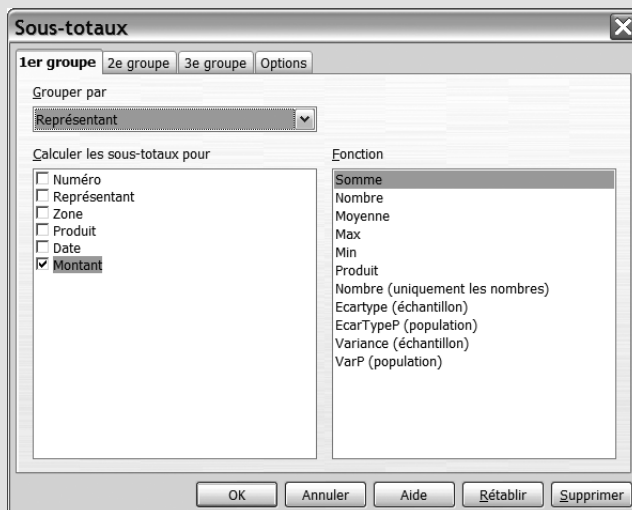 Sous-totaux
1er groupe 2e groupe 3e groupe Options
Grouper par
Représentant
Calculer les sous-totaux pour
Numéro
Représentant
Zone
Produit
Date
Montant
Fonction
Somme
Nombre
Moyenne
Max
Min
Produit
Nombre (uniquement les nombres)
Ecartype (échantillon)
EcarTypeP (population)
Variance (échantillon)
VarP (population)
OK Annuler Aide Rétablir Supprimer